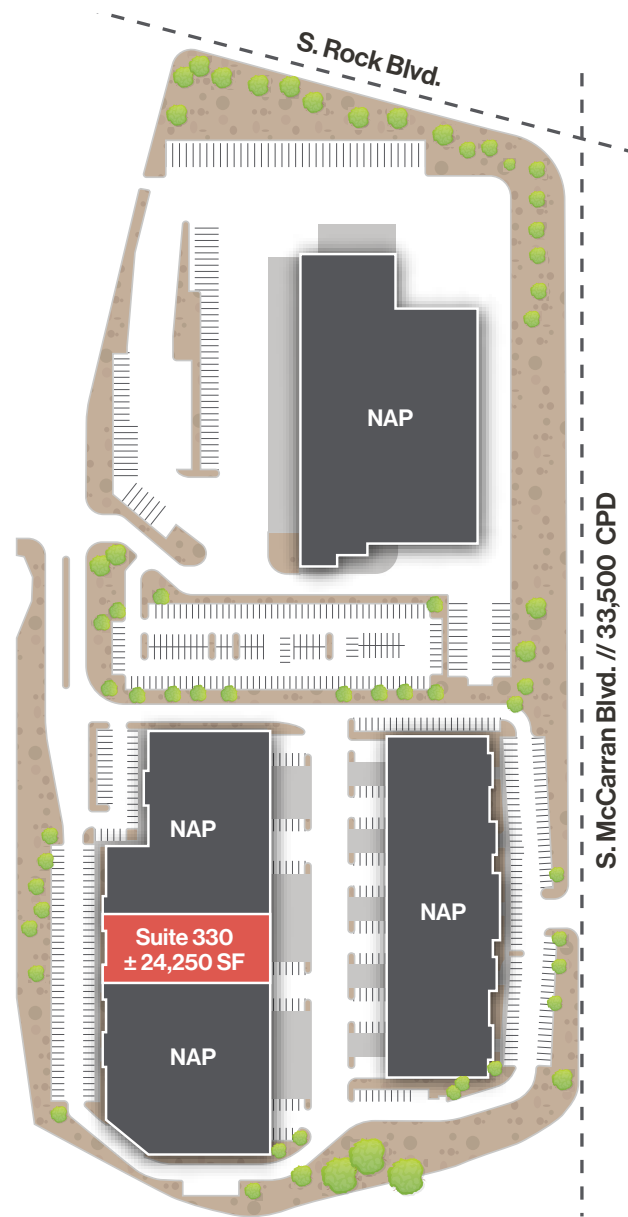 S. Rock Blvd.
NAP
S. McCarran Blvd. // 33,500 CPD
NAP
NAP
Suite 330
± 24,250 SF
NAP